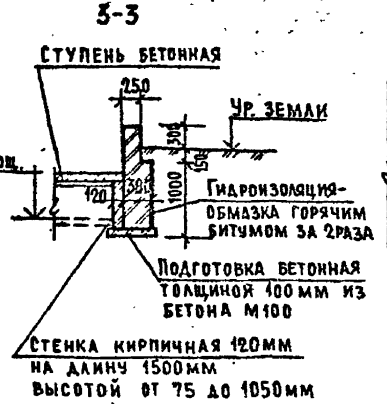 3-3
СТУПЕНЬ БЕТОННАЯ
250
УР. ЗЕМЛИ
300
150
1000
120
380
ГИДРОИЗОЛЯЦИЯ-
ОБМАЗКА ГОРЯЧИМ
БИТУМОМ ЗА 2РАЗА
ПОДГОТОВКА БЕТОННАЯ
ТОЛЩИНОЙ 100ММ ИЗ
БЕТОНА М100
СТЕНКА КИРПИЧНАЯ 120ММ
НА ДЛИНУ 1500ММ
ВЫСОТОЙ ОТ 75 ДО 1050ММ